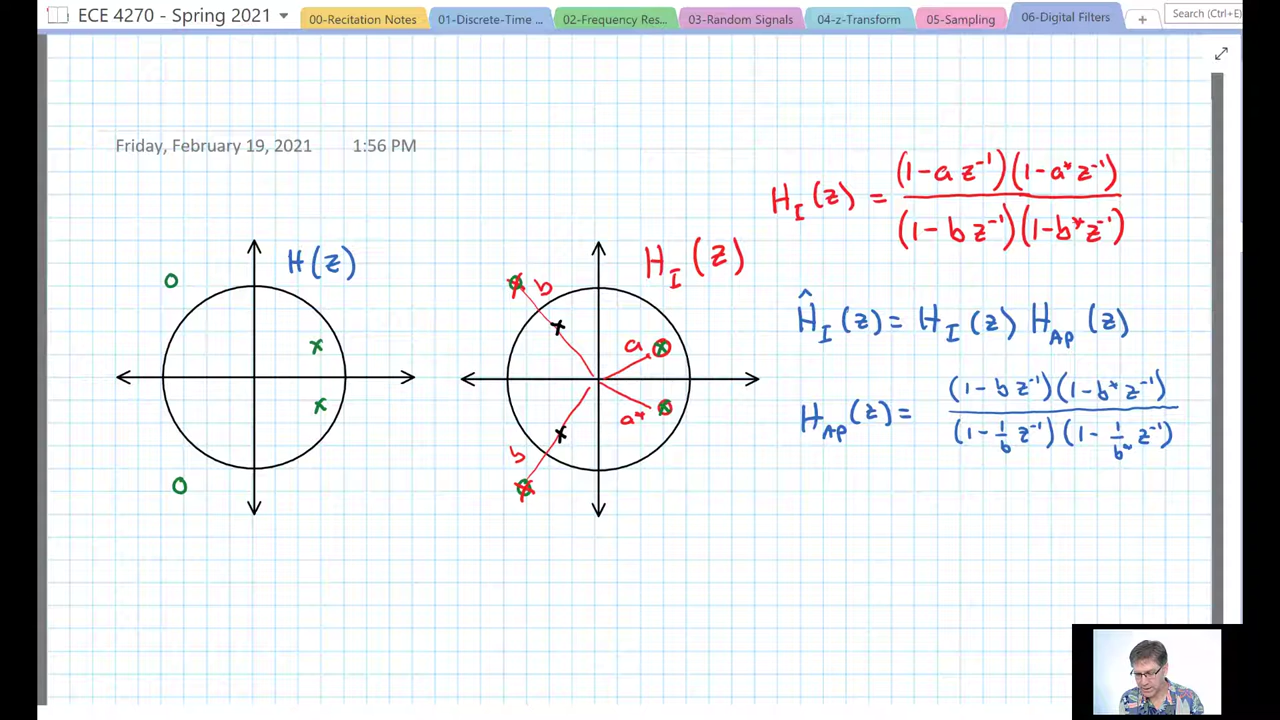 ECE 4270 - Spring 2021
00-Recitation Notes
01-Discrete-Time ...
02-Frequency Res...
03-Random Signals
04-z-Transform
05-Sampling
06-Digital Filters
+
Search (Ctrl+E)
Friday, February 19, 2021 1:56 PM
H(z)
H_I(z)
b
a
a*
b
H_I(z) = (1 - a z⁻¹)(1 - a* z⁻¹) / (1 - b z⁻¹)(1 - b* z⁻¹)
Ĥ_I(z) = H_I(z) H_AP(z)
H_AP(z) = (1 - b z⁻¹)(1 - b* z⁻¹) / (1 - 1/b z⁻¹)(1 - 1/b* z⁻¹)